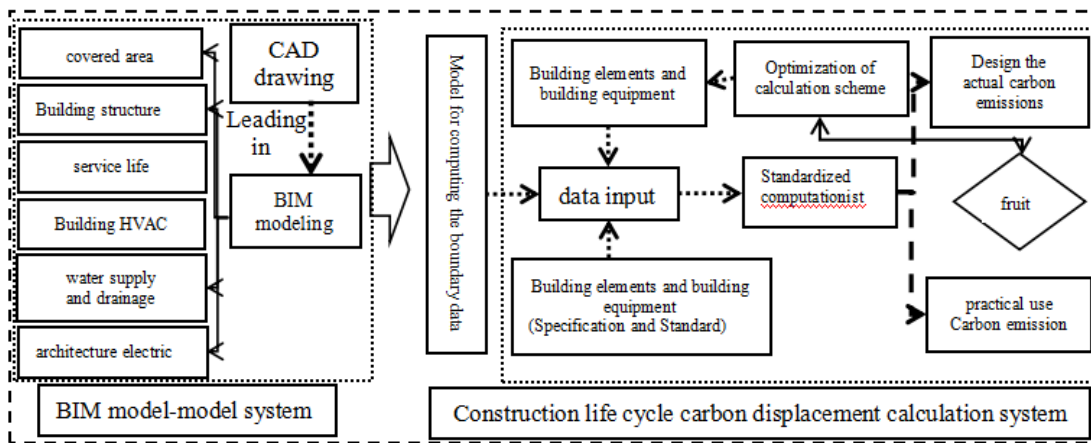 covered area
Building structure
service life
Building HVAC
water supply
and drainage
architecture electric
CAD
drawing
Leading
in
BIM
modeling
BIM model-model system
Model for computing the boundary data
Building elements and
building equipment
Optimization of
calculation scheme
Design the
actual carbon
emissions
data input
Standardized
computationist
fruit
Building elements and building
equipment
(Specification and Standard)
practical use
Carbon emission
Construction life cycle carbon displacement calculation system